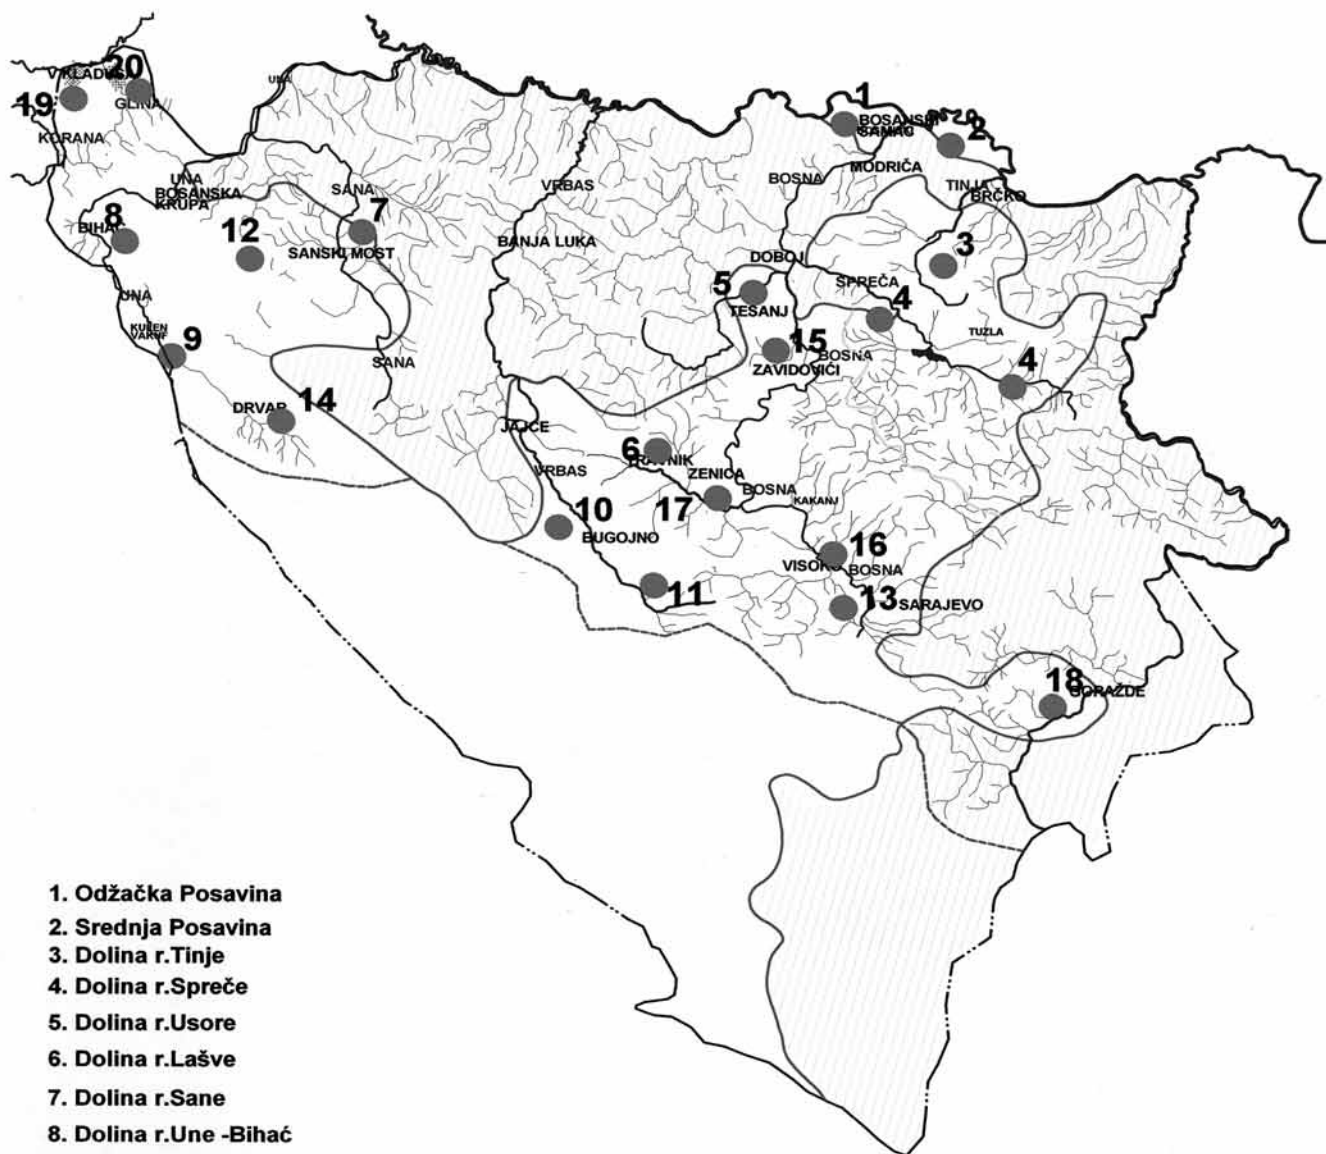 20
V KLADUŠA
GLINA
19
KORANA
UNA
UNA
BOSANSKA
KRUPA
8
BIHAĆ
12
SANA
7
SANSKI MOST
UNA
KULEN
VAKUF
9
SANA
DRVAR
14
VRBAS
BANJA LUKA
1
BOSANSKI
ŠAMAC
2
MODRIČA
BOSNA
TINJA
BRČKO
3
DOBOJ
SPREČA
5
TEŠANJ
4
TUZLA
15
BOSNA
ZAVIDOVIĆI
4
JAJCE
VRBAS
6
TRAVNIK
ZENICA
BOSNA
KAKANJ
17
10
BUGOJNO
16
VISOKO
BOSNA
11
13
SARAJEVO
18
GORAŽDE
1. Odžačka Posavina
2. Srednja Posavina
3. Dolina r.Tinje
4. Dolina r.Spreče
5. Dolina r.Usore
6. Dolina r.Lašve
7. Dolina r.Sane
8. Dolina r.Une -Bihać